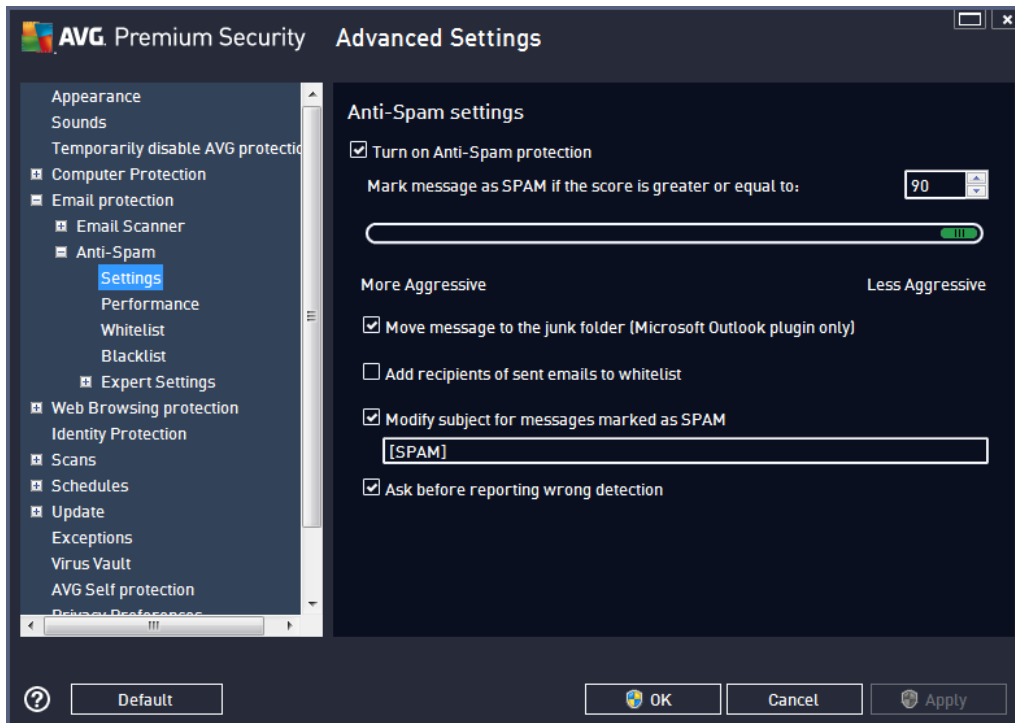 AVG. Premium Security Advanced Settings
Appearance
Sounds
Temporarily disable AVG protectic
Computer Protection
Email protection
Email Scanner
Anti-Spam
Settings
Performance
Whitelist
Blacklist
Expert Settings
Web Browsing protection
Identity Protection
Scans
Schedules
Update
Exceptions
Virus Vault
AVG Self protection
Privacy Preferences
Anti-Spam settings
Turn on Anti-Spam protection
Mark message as SPAM if the score is greater or equal to: 90
More Aggressive Less Aggressive
Move message to the junk folder (Microsoft Outlook plugin only)
Add recipients of sent emails to whitelist
Modify subject for messages marked as SPAM
[SPAM]
Ask before reporting wrong detection
Default OK Cancel Apply